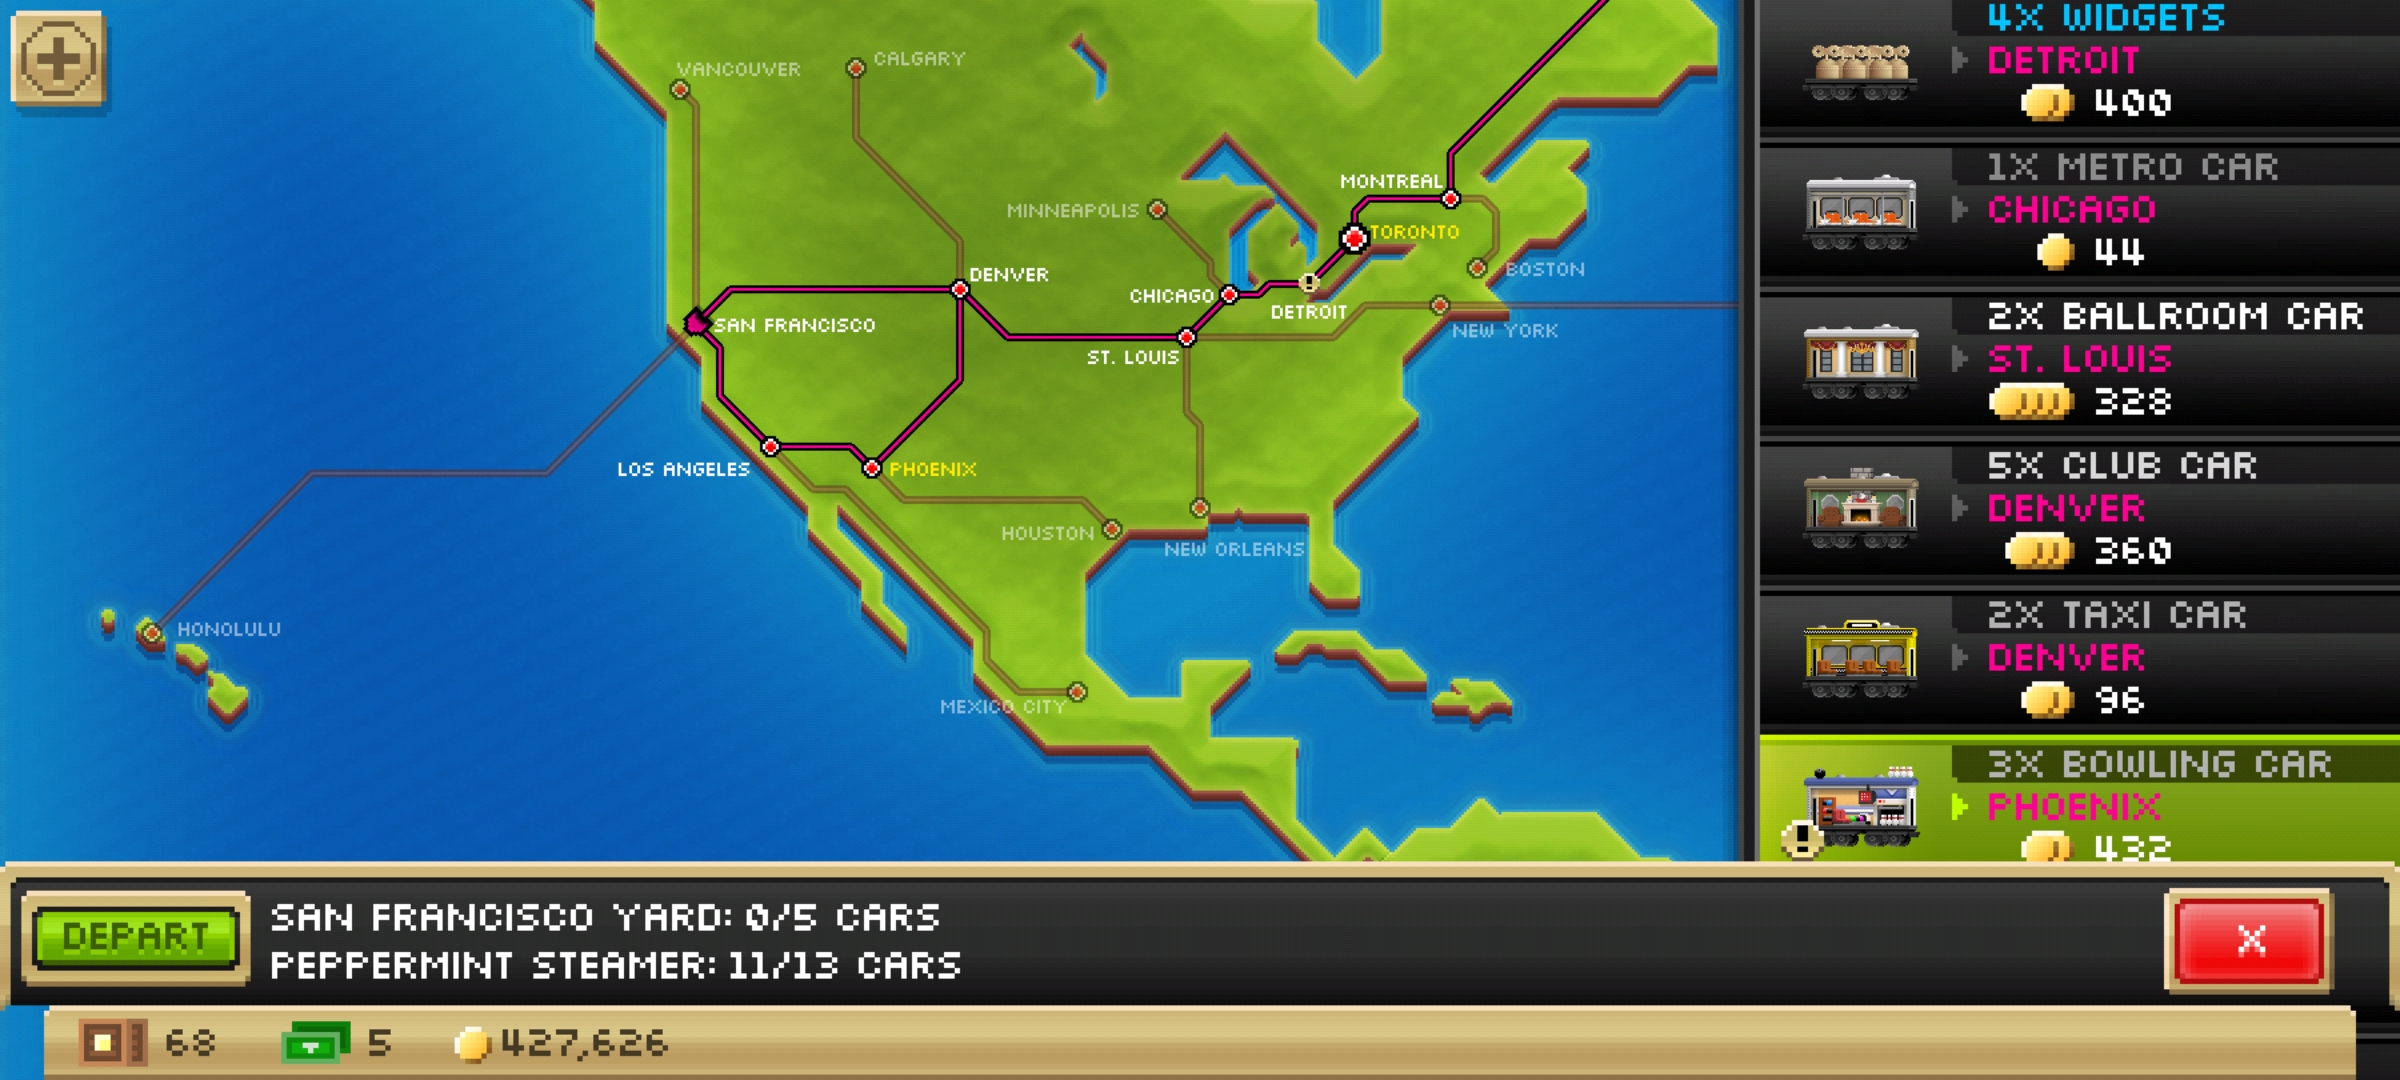 VANCOUVER
CALGARY
MINNEAPOLIS
MONTREAL
TORONTO
BOSTON
DENVER
CHICAGO
DETROIT
SAN FRANCISCO
NEW YORK
ST. LOUIS
LOS ANGELES
PHOENIX
HOUSTON
NEW ORLEANS
HONOLULU
MEXICO CITY
4X WIDGETS
DETROIT
400
1X METRO CAR
CHICAGO
44
2X BALLROOM CAR
ST. LOUIS
328
5X CLUB CAR
DENVER
360
2X TAXI CAR
DENVER
96
3X BOWLING CAR
PHOENIX
432
DEPART
SAN FRANCISCO YARD: 0/5 CARS
PEPPERMINT STEAMER: 11/13 CARS
X
68
5
427,626